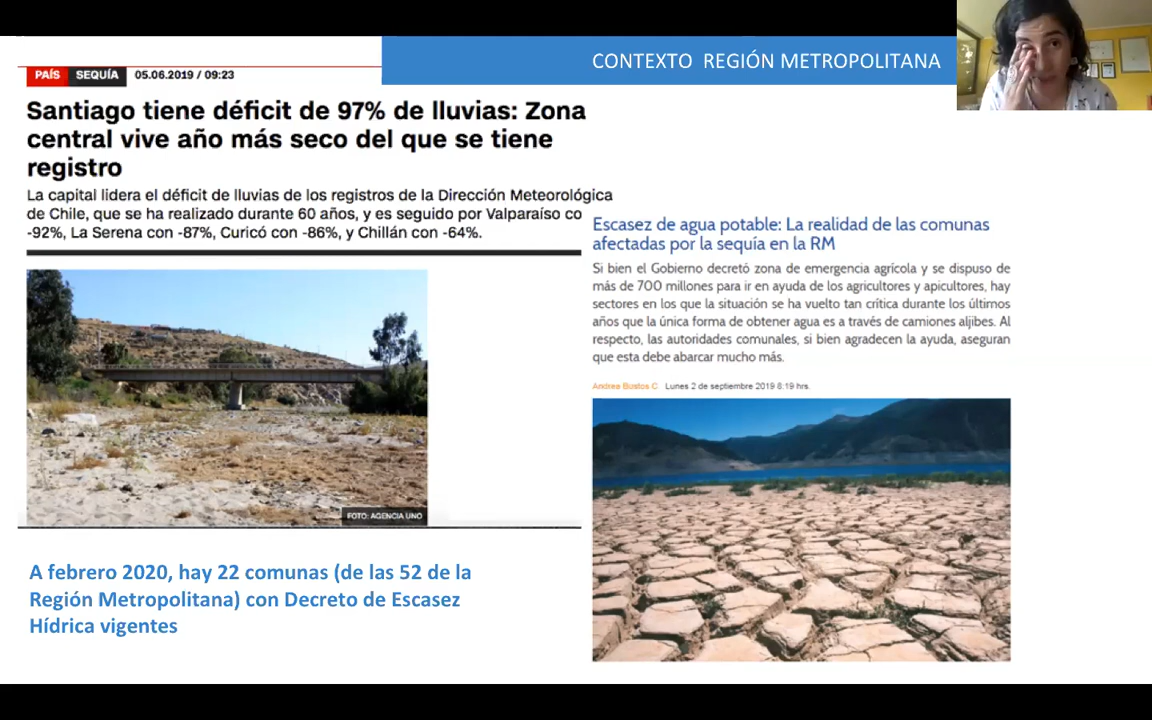 CONTEXTO REGIÓN METROPOLITANA
PAÍS SEQUÍA 05.06.2019 / 09:23
Santiago tiene déficit de 97% de lluvias: Zona
central vive año más seco del que se tiene
registro
La capital lidera el déficit de lluvias de los registros de la Dirección Meteorológica
de Chile, que se ha realizado durante 60 años, y es seguido por Valparaíso co
-92%, La Serena con -87%, Curicó con -86%, y Chillán con -64%.
FOTO: AGENCIA UNO
A febrero 2020, hay 22 comunas (de las 52 de la
Región Metropolitana) con Decreto de Escasez
Hídrica vigentes
Escasez de agua potable: La realidad de las comunas
afectadas por la sequía en la RM
Si bien el Gobierno decretó zona de emergencia agrícola y se dispuso de
más de 700 millones para ir en ayuda de los agricultores y apicultores, hay
sectores en los que la situación se ha vuelto tan crítica durante los últimos
años que la única forma de obtener agua es a través de camiones aljibes. Al
respecto, las autoridades comunales, si bien agradecen la ayuda, aseguran
que esta debe abarcar mucho más.
Andrea Bustos C. Lunes 2 de septiembre 2019 8:19 hrs.